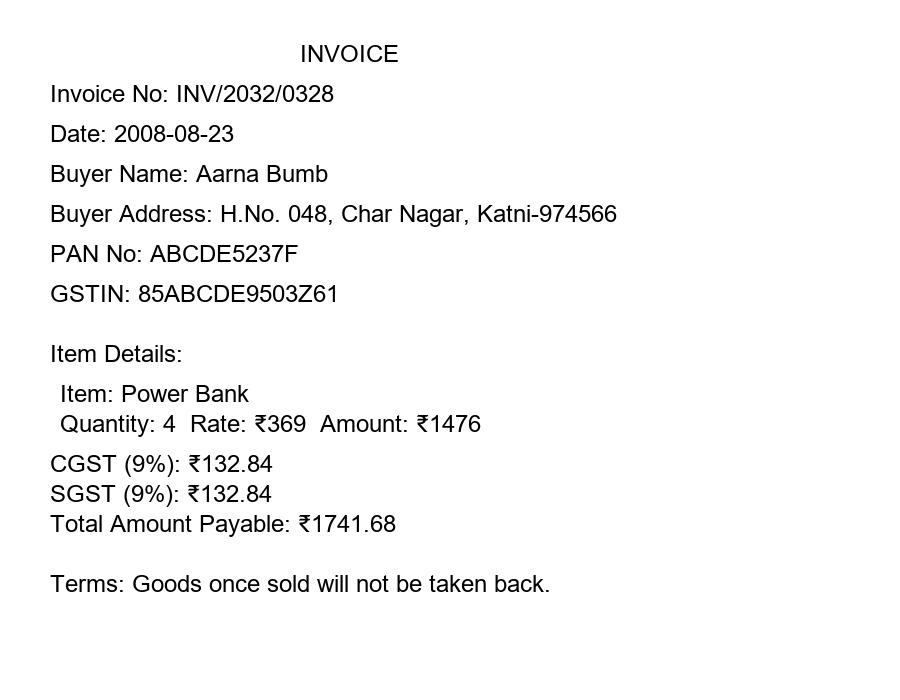 INVOICE
Invoice No: INV/2032/0328
Date: 2008-08-23
Buyer Name: Aarna Bumb
Buyer Address: H.No. 048, Char Nagar, Katni-974566
PAN No: ABCDE5237F
GSTIN: 85ABCDE9503Z61
Item Details:
Item: Power Bank
Quantity: 4  Rate: ₹369  Amount: ₹1476
CGST (9%): ₹132.84
SGST (9%): ₹132.84
Total Amount Payable: ₹1741.68
Terms: Goods once sold will not be taken back.